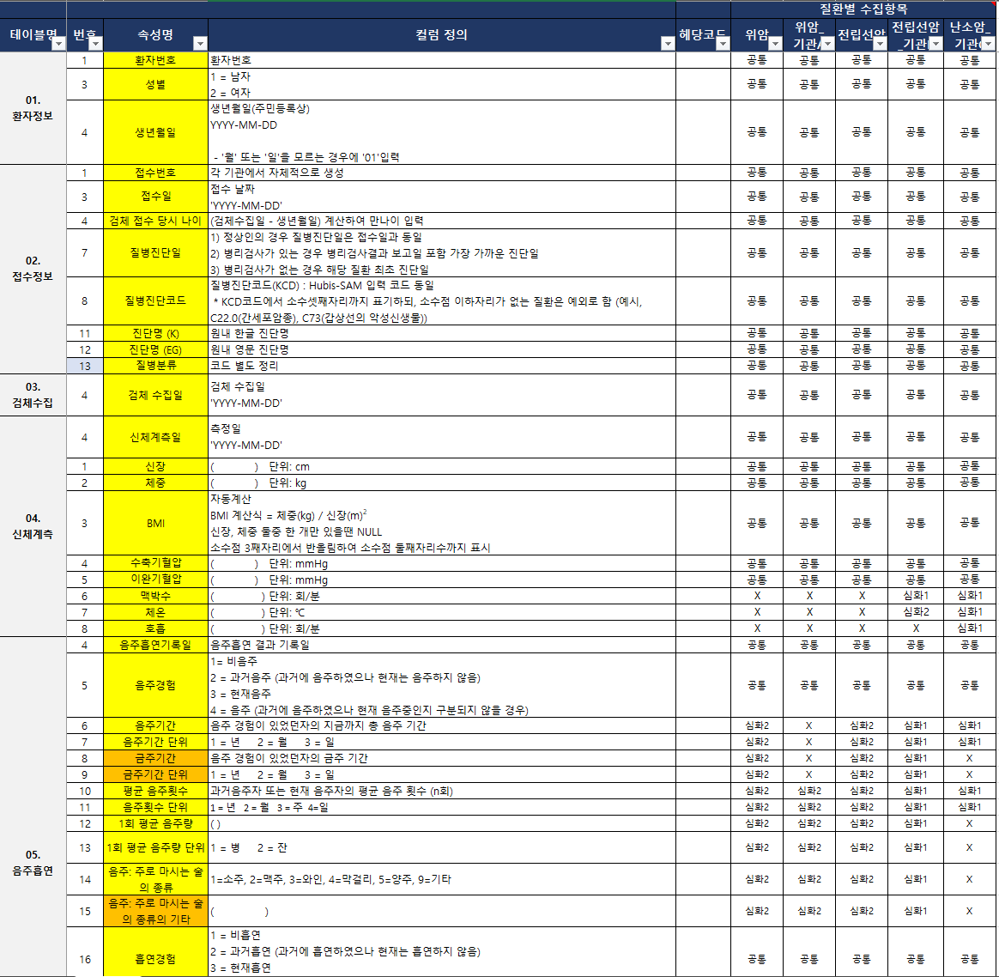 질환별 수집항목
테이블명 번호 속성명 컬럼 정의 해당코드 위암 위암_ 기관 전립선암 전립선암 _기관 난소암_ 기관
01.
환자정보
1 환자번호 환자번호 공통 공통 공통 공통 공통
3 성별 1 = 남자
2 = 여자
공통 공통 공통 공통 공통
4 생년월일 생년월일(주민등록상)
YYYY-MM-DD
- '월' 또는 '일'을 모르는 경우에 '01'입력
공통 공통 공통 공통 공통
02.
접수정보
1 접수번호 각 기관에서 자체적으로 생성 공통 공통 공통 공통 공통
3 접수일 접수 날짜
'YYYY-MM-DD'
공통 공통 공통 공통 공통
4 검체 접수 당시 나이 (검체수집일 - 생년월일) 계산하여 만나이 입력 공통 공통 공통 공통 공통
7 질병진단일 1) 정상인의 경우 질병진단일은 접수일과 동일
2) 병리검사가 있는 경우 병리검사결과 보고일 포함 가장 가까운 진단일
3) 병리검사가 없는 경우 해당 질환 최초 진단일
공통 공통 공통 공통 공통
8 질병진단코드 질병진단코드(KCD) : Hubis-SAM 입력 코드 동일
* KCD코드에서 소수셋째자리까지 표기하되, 소수점 이하자리가 없는 질환은 예외로 함 (예시,
C22.0(간세포암종), C73(갑상선의 악성신생물))
공통 공통 공통 공통 공통
11 진단명 (K) 원내 한글 진단명 공통 공통 공통 공통 공통
12 진단명 (EG) 원내 영문 진단명 공통 공통 공통 공통 공통
13 질병분류 코드 별도 정리 공통 공통 공통 공통 공통
03.
검체수집
4 검체 수집일 검체 수집일
'YYYY-MM-DD'
공통 공통 공통 공통 공통
04.
신체계측
4 신체계측일 측정일
'YYYY-MM-DD'
공통 공통 공통 공통 공통
1 신장 ( ) 단위: cm 공통 공통 공통 공통 공통
2 체중 ( ) 단위: kg 공통 공통 공통 공통 공통
3 BMI 자동계산
BMI 계산식 = 체중(kg) / 신장(m)²
신장, 체중 둘중 한 개만 있을땐 NULL
소수점 3째자리에서 반올림하여 소수점 둘째자리수까지 표시
공통 공통 공통 공통 공통
4 수축기혈압 ( ) 단위: mmHg 공통 공통 공통 공통 공통
5 이완기혈압 ( ) 단위: mmHg 공통 공통 공통 공통 공통
6 맥박수 ( ) 단위: 회/분 X X X 심화1 심화1
7 체온 ( ) 단위: ℃ X X X 심화2 심화1
8 호흡 ( ) 단위: 회/분 X X X X 심화1
05.
음주흡연
4 음주흡연기록일 음주흡연 결과 기록일 공통 공통 공통 공통 공통
5 음주경험 1= 비음주
2 = 과거음주 (과거에 음주하였으나 현재는 음주하지 않음)
3 = 현재음주
4 = 음주 (과거에 음주하였으나 현재 음주중인지 구분되지 않을 경우)
공통 공통 공통 공통 공통
6 음주기간 음주 경험이 있었던자의 지금까지 총 음주 기간 심화2 X 심화2 심화1 심화1
7 음주기간 단위 1 = 년 2 = 월 3 = 일 심화2 X 심화2 심화1 심화1
8 금주기간 음주 경험이 있었던자의 금주 기간 심화2 X 심화2 심화1 X
9 금주기간 단위 1 = 년 2 = 월 3 = 일 심화2 X 심화2 심화1 X
10 평균 음주횟수 과거음주자 또는 현재 음주자의 평균 음주 횟수 (n회) 심화2 심화2 심화2 심화1 심화1
11 음주횟수 단위 1 = 년 2 = 월 3 = 주 4=일 심화2 심화2 심화2 심화1 심화1
12 1회 평균 음주량 ( ) 심화2 심화2 심화2 심화1 X
13 1회 평균 음주량 단위 1 = 병 2 = 잔 심화2 심화2 심화2 심화1 X
14 음주: 주로 마시는 술
의 종류
1=소주, 2=맥주, 3=와인, 4=막걸리, 5=양주, 9=기타 심화2 심화2 심화2 심화1 X
15 음주: 주로 마시는 술
의 종류의 기타
( ) 심화2 심화2 심화2 심화1 X
16 흡연경험 1 = 비흡연
2 = 과거흡연 (과거에 흡연하였으나 현재는 흡연하지 않음)
3 = 현재흡연
공통 공통 공통 공통 공통